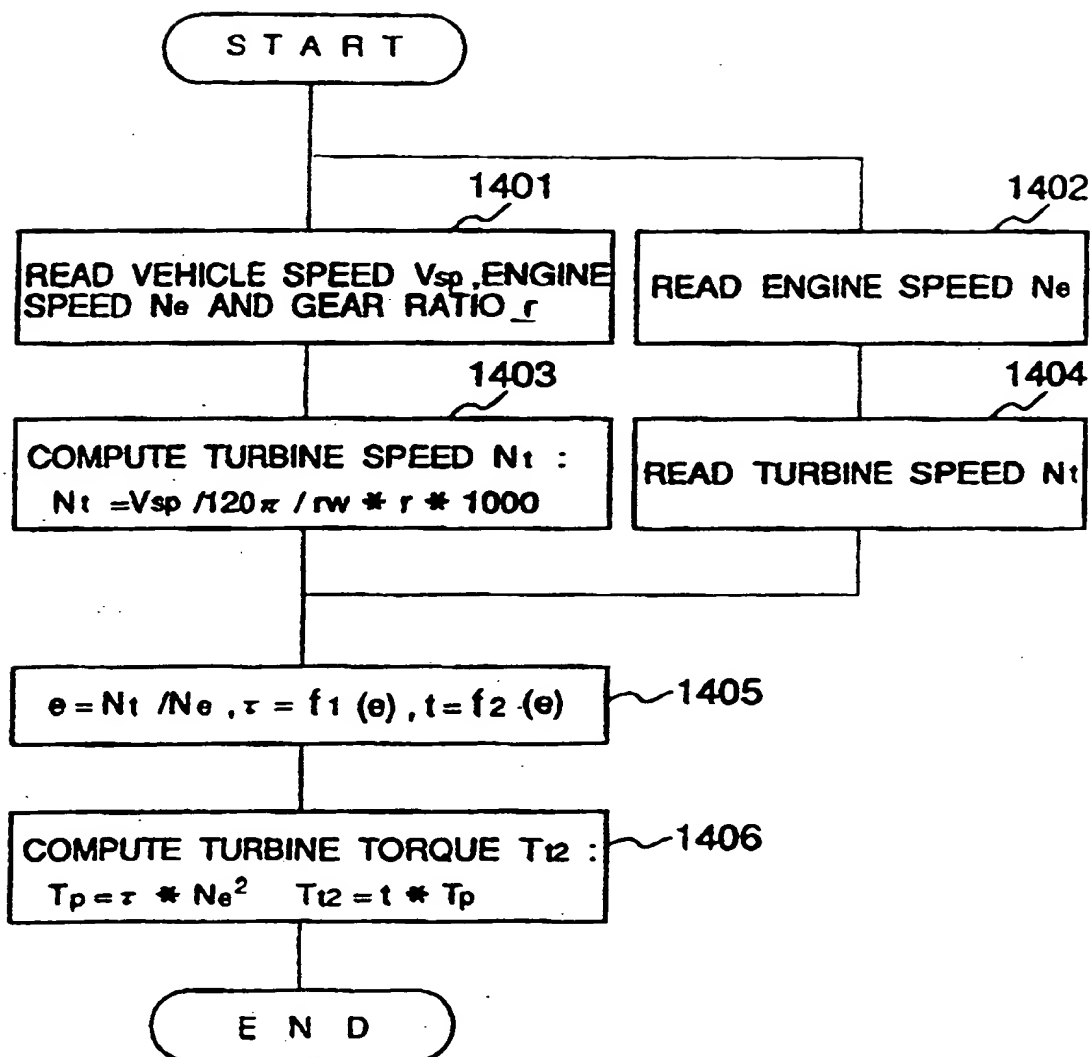 S T A R T
1401
READ VEHICLE SPEED Vsp, ENGINE
SPEED Ne AND GEAR RATIO r
1402
READ ENGINE SPEED Ne
1403
COMPUTE TURBINE SPEED Nt :
Nt =Vsp /120π / rw * r * 1000
1404
READ TURBINE SPEED Nt
e = Nt /Ne , τ = f1 (e) , t = f2 (e)
1405
COMPUTE TURBINE TORQUE Tt2 :
Tp = τ * Ne² Tt2 = t * Tp
1406
E N D